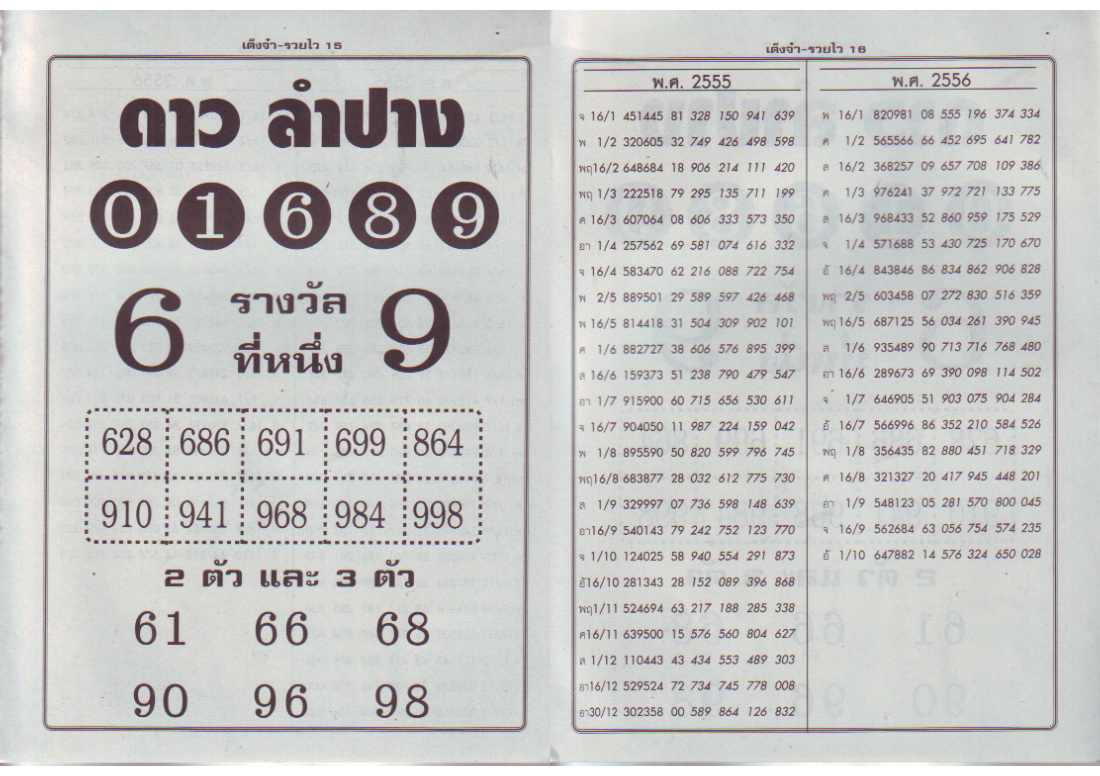 เด็งจ๋า-รวยไว 15
ดาว ลำปาง
0 1 6 8 9
6 รางวัล 9
ที่หนึ่ง
628 686 691 699 864
910 941 968 984 998
2 ตัว และ 3 ตัว
61 66 68
90 96 98
เด็งจ๋า-รวยไว 16
พ.ศ. 2555
จ 16/1 451445 81 328 150 941 639
พ 1/2 320605 32 749 426 498 598
พฤ16/2 648684 18 906 214 111 420
พฤ 1/3 222518 79 295 135 711 199
ศ 16/3 607064 08 606 333 573 350
อา 1/4 257562 69 581 074 616 332
จ 16/4 583470 62 216 088 722 754
พ 2/5 889501 29 589 597 426 468
พ 16/5 814418 31 504 309 902 101
ศ 1/6 882727 38 606 576 895 399
ส 16/6 159373 51 238 790 479 547
อา 1/7 915900 60 715 656 530 611
จ 16/7 904050 11 987 224 159 042
พ 1/8 895590 50 820 599 796 745
พฤ16/8 683877 28 032 612 775 730
ส 1/9 329997 07 736 598 148 639
อา16/9 540143 79 242 752 123 770
จ 1/10 124025 58 940 554 291 873
อ้16/10 281343 28 152 089 396 868
พฤ1/11 524694 63 217 188 285 338
ศ16/11 639500 15 576 560 804 627
ส 1/12 110443 43 434 553 489 303
อา16/12 529524 72 734 745 778 008
อา30/12 302358 00 589 864 126 832
พ.ศ. 2556
พ 16/1 820981 08 555 196 374 334
ศ 1/2 565566 66 452 695 641 782
ส 16/2 368257 09 657 708 109 386
ศ 1/3 976241 37 972 721 133 775
ส 16/3 968433 52 860 959 175 529
จ 1/4 571688 53 430 725 170 670
อ้ 16/4 843846 86 834 862 906 828
พฤ 2/5 603458 07 272 830 516 359
พฤ 16/5 687125 56 034 261 390 945
ส 1/6 935489 90 713 716 768 480
อา 16/6 289673 69 390 098 114 502
จ 1/7 646905 51 903 075 904 284
อ้ 16/7 566996 86 352 210 584 526
พฤ 1/8 356435 82 880 451 718 329
ศ 16/8 321327 20 417 945 448 201
อา 1/9 548123 05 281 570 800 045
จ 16/9 562684 63 056 754 574 235
อ้ 1/10 647882 14 576 324 650 028